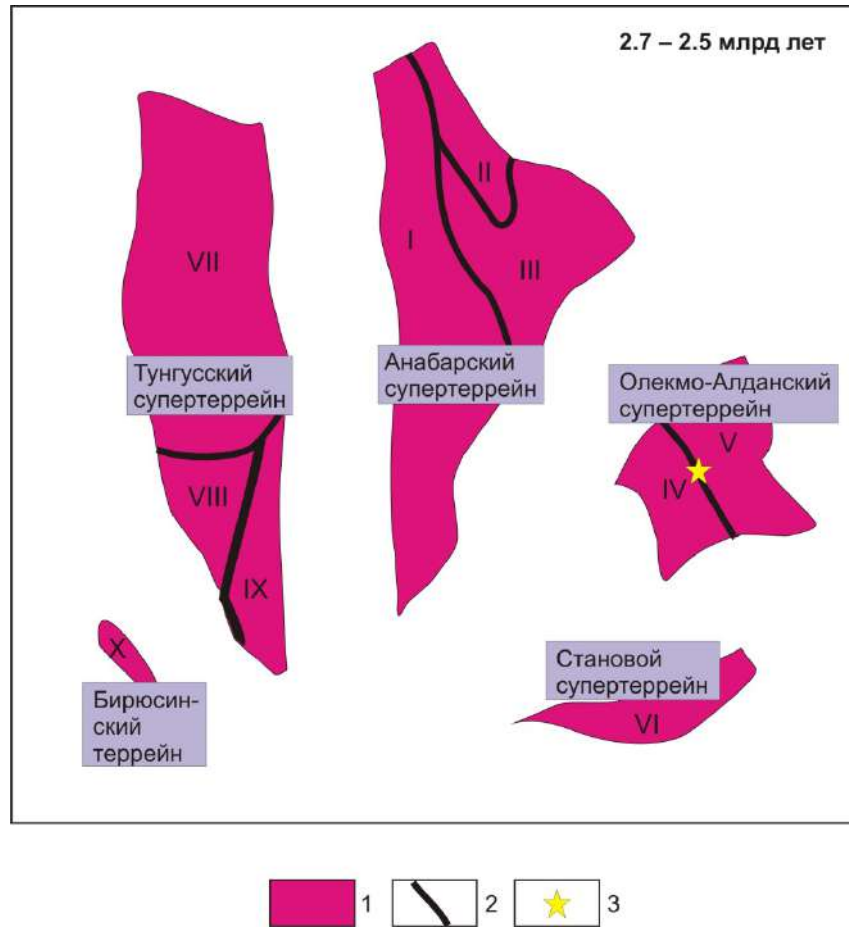 2.7 – 2.5 млрд лет
II
I
III
VII
Тунгусский
супертеррейн
Анабарский
супертеррейн
Олекмо-Алданский
супертеррейн
V
IV
VIII
IX
X
Бирюсин-
ский
террейн
Становой
супертеррейн
VI
1
2
3